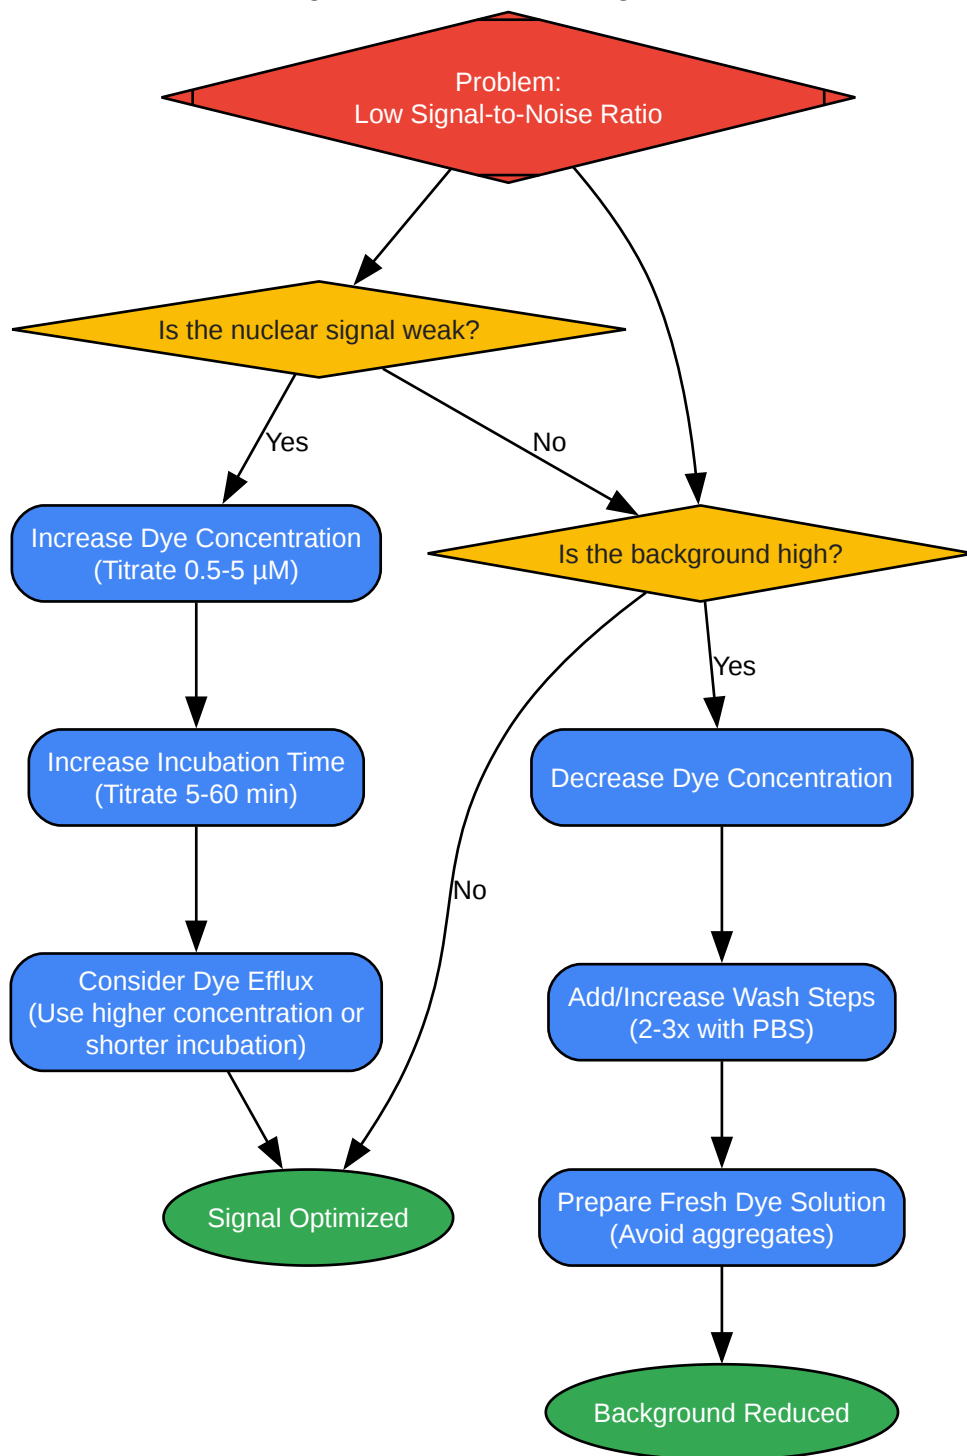 Problem:
Low Signal-to-Noise Ratio
Is the nuclear signal weak?
Yes
No
Increase Dye Concentration
(Titrate 0.5-5 µM)
Is the background high?
Yes
Increase Incubation Time
(Titrate 5-60 min)
Decrease Dye Concentration
No
Consider Dye Efflux
(Use higher concentration or
shorter incubation)
Add/Increase Wash Steps
(2-3x with PBS)
Signal Optimized
Prepare Fresh Dye Solution
(Avoid aggregates)
Background Reduced